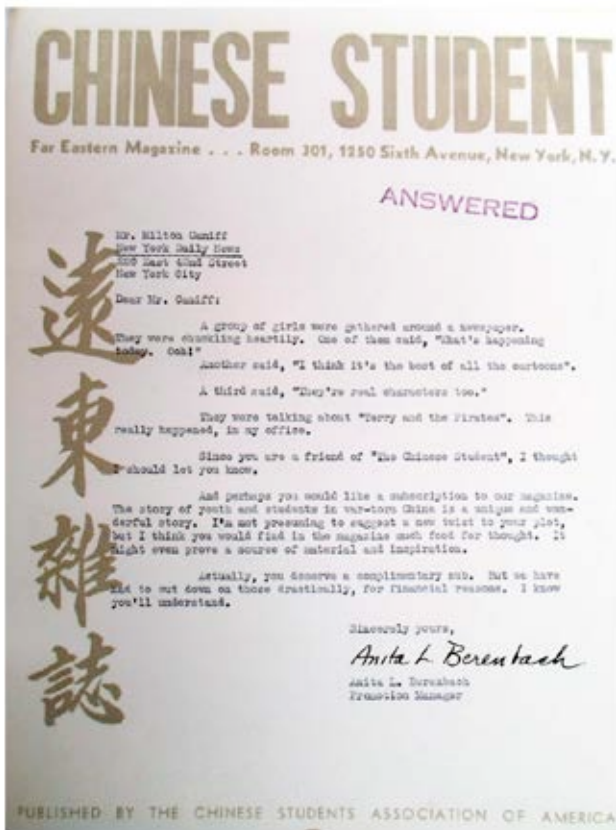 CHINESE STUDENT
Far Eastern Magazine . . . Room 301, 1250 Sixth Avenue, New York, N.Y.
ANSWERED
遠東雜誌
Mr. Milton Caniff
New York Daily News
220 East 42nd Street
New York City
Dear Mr. Caniff:
A group of girls were gathered around a newspaper.
They were chuckling heartily. One of them said, "What's happening
today. Ooh!"
Another said, "I think it's the best of all the cartoons".
A third said, "They're real characters too."
They were talking about "Terry and the Pirates". This
really happened, in my office.
Since you are a friend of "The Chinese Student", I thought
I should let you know.
And perhaps you would like a subscription to our magazine.
The story of youth and students in war-torn China is a unique and won-
derful story. I'm not presuming to suggest a new twist to your plot,
but I think you would find in the magazine much food for thought. It
might even prove a source of material and inspiration.
Actually, you deserve a complimentary sub. But we have
had to cut down on those drastically, for financial reasons. I know
you'll understand.
Sincerely yours,
Anita L Berenbach
Anita L. Berenbach
Promotion Manager
PUBLISHED BY THE CHINESE STUDENTS ASSOCIATION OF AMERICA